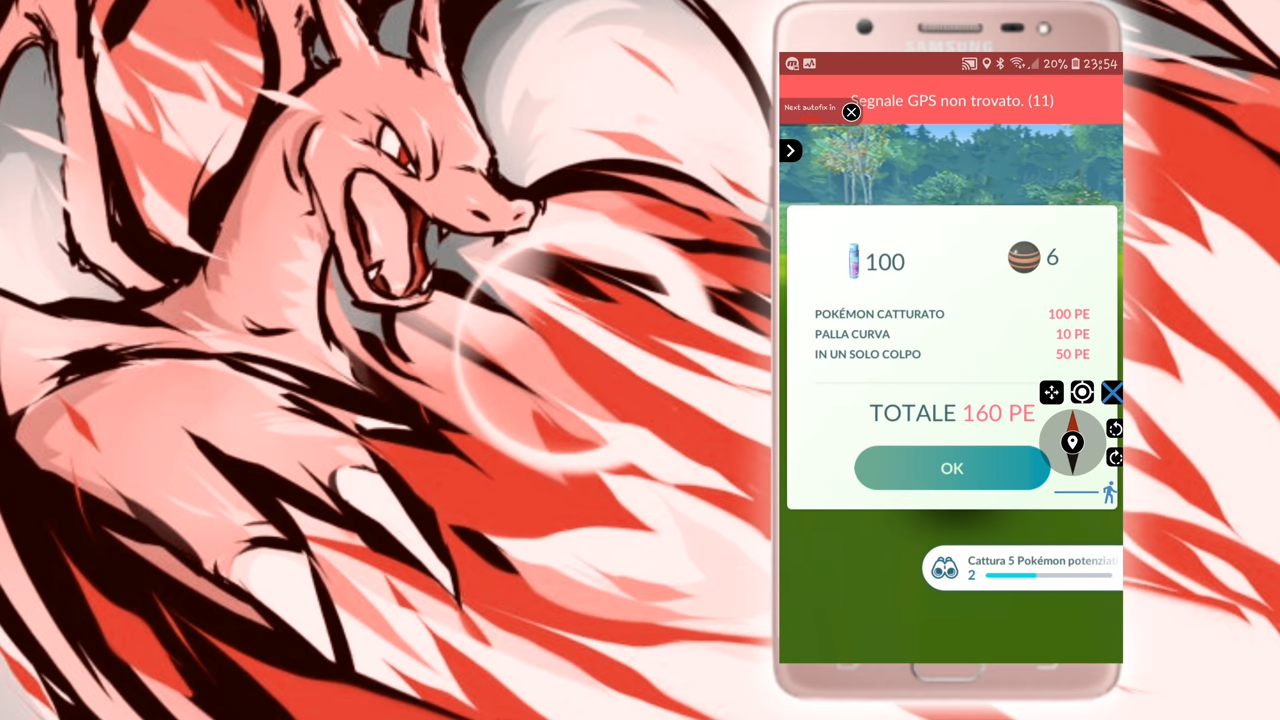 SAMSUNG
20% 23:54
Segnale GPS non trovato. (11)
Next autofix in
100
6
POKÉMON CATTURATO 100 PE
PALLA CURVA 10 PE
IN UN SOLO COLPO 50 PE
TOTALE 160 PE
OK
Cattura 5 Pokémon potenziati
2